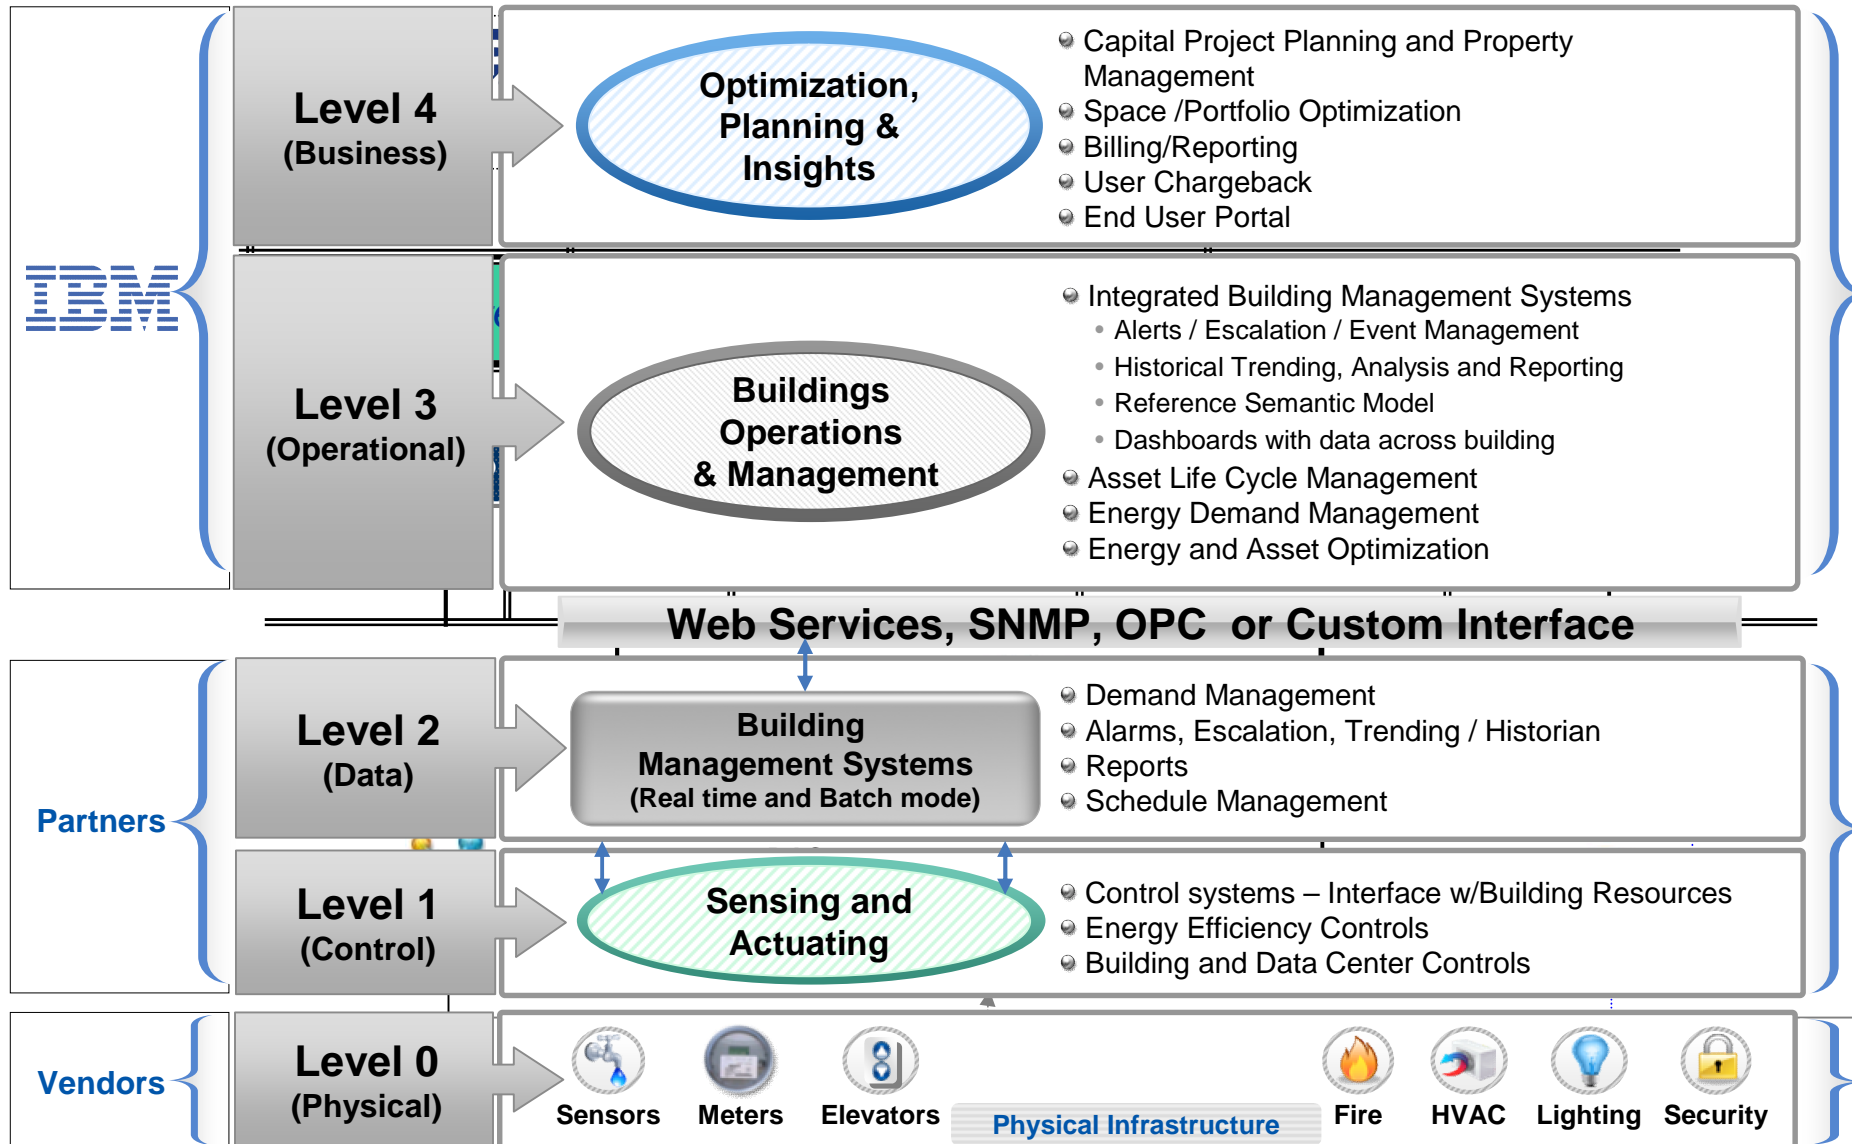 Level 4
(Business)
Optimization,
Planning &
Insights
Capital Project Planning and Property
Management
Space /Portfolio Optimization
Billing/Reporting
User Chargeback
End User Portal
IBM
Level 3
(Operational)
Buildings
Operations
& Management
Integrated Building Management Systems
Alerts / Escalation / Event Management
Historical Trending, Analysis and Reporting
Reference Semantic Model
Dashboards with data across building
Asset Life Cycle Management
Energy Demand Management
Energy and Asset Optimization
Web Services, SNMP, OPC or Custom Interface
Partners
Level 2
(Data)
Building
Management Systems
(Real time and Batch mode)
Demand Management
Alarms, Escalation, Trending / Historian
Reports
Schedule Management
Level 1
(Control)
Sensing and
Actuating
Control systems – Interface w/Building Resources
Energy Efficiency Controls
Building and Data Center Controls
Vendors
Level 0
(Physical)
Sensors
Meters
Elevators
Physical Infrastructure
Fire
HVAC
Lighting
Security